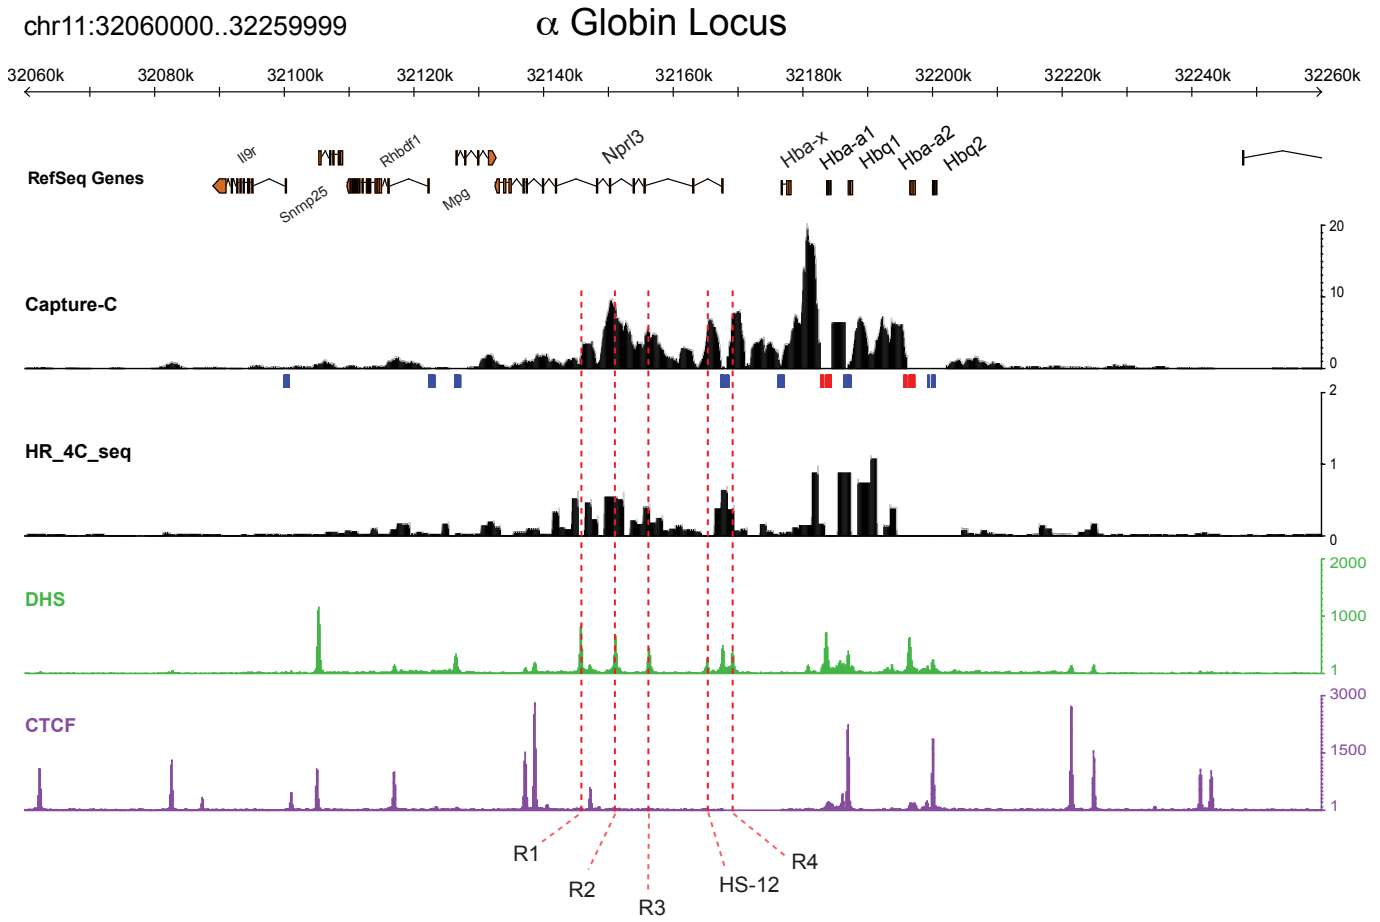 chr11:32060000..32259999
α Globin Locus
32060k 32080k 32100k 32120k 32140k 32160k 32180k 32200k 32220k 32240k 32260k
RefSeq Genes
Il9r
Snrnp25
Rhbdf1
Mpg
Nprl3
Hba-x
Hba-a1
Hbq1
Hba-a2
Hbq2
Capture-C
20
10
0
HR_4C_seq
2
1
0
DHS
2000
1000
1
CTCF
3000
1500
1
R1
R2
R3
HS-12
R4